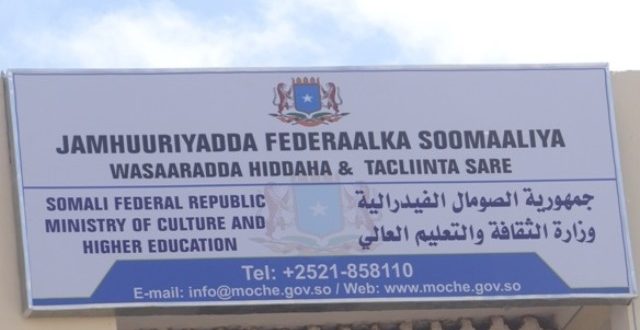 JAMHUURIYADDA FEDERAALKA SOOMAALIYA
WASAARADDA HIDDAHA & TACLIINTA SARE
SOMALI FEDERAL REPUBLIC
MINISTRY OF CULTURE AND
HIGHER EDUCATION
جمهورية الصومال الفيدرالية
وزارة الثقافة والتعليم العالي
Tel: +2521-858110
E-mail: info@moche.gov.so / Web: www.moche.gov.so